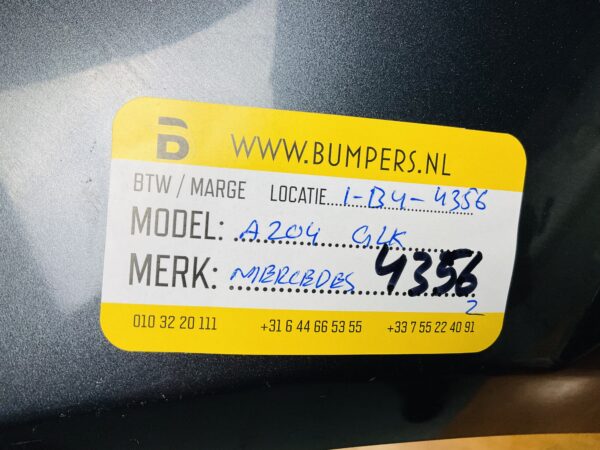 B WWW.BUMPERS.NL
BTW / MARGE LOCATIE 1-B4-4356
MODEL: A204 GLK
MERK: MERCEDES 4356
2
010 32 20 111 +31 6 44 66 53 55 +33 7 55 22 40 91